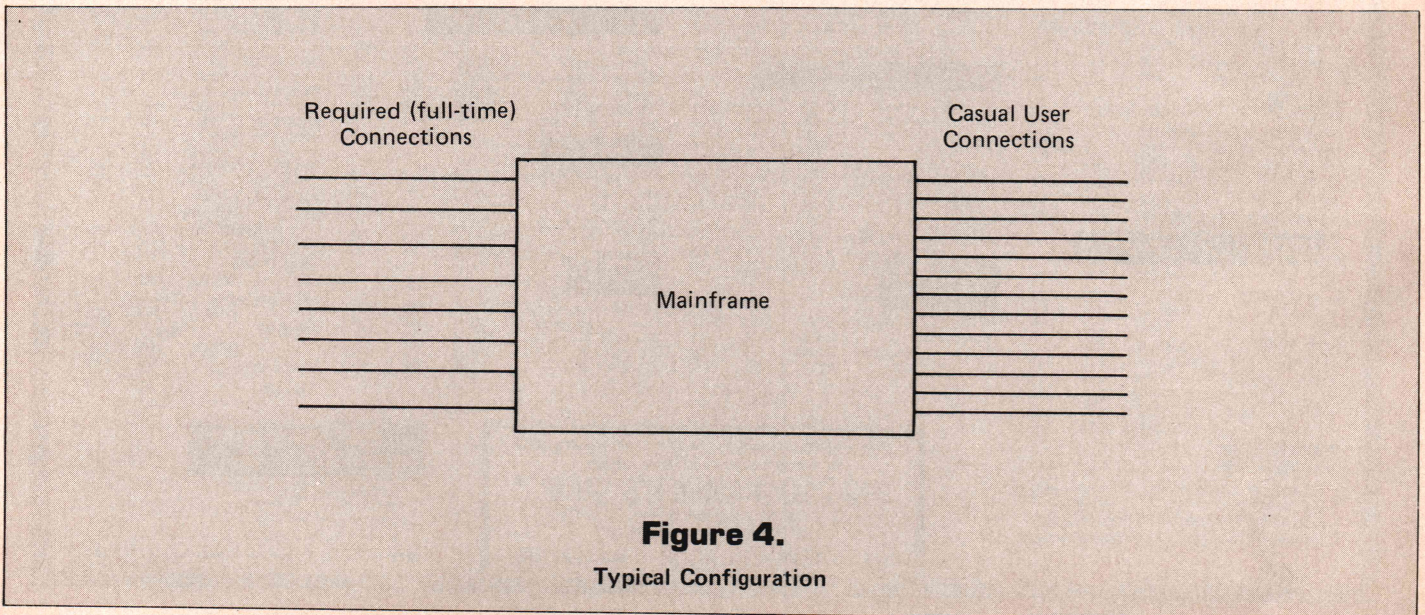 Required (full-time)
Connections
Casual User
Connections
Mainframe
Figure 4.
Typical Configuration